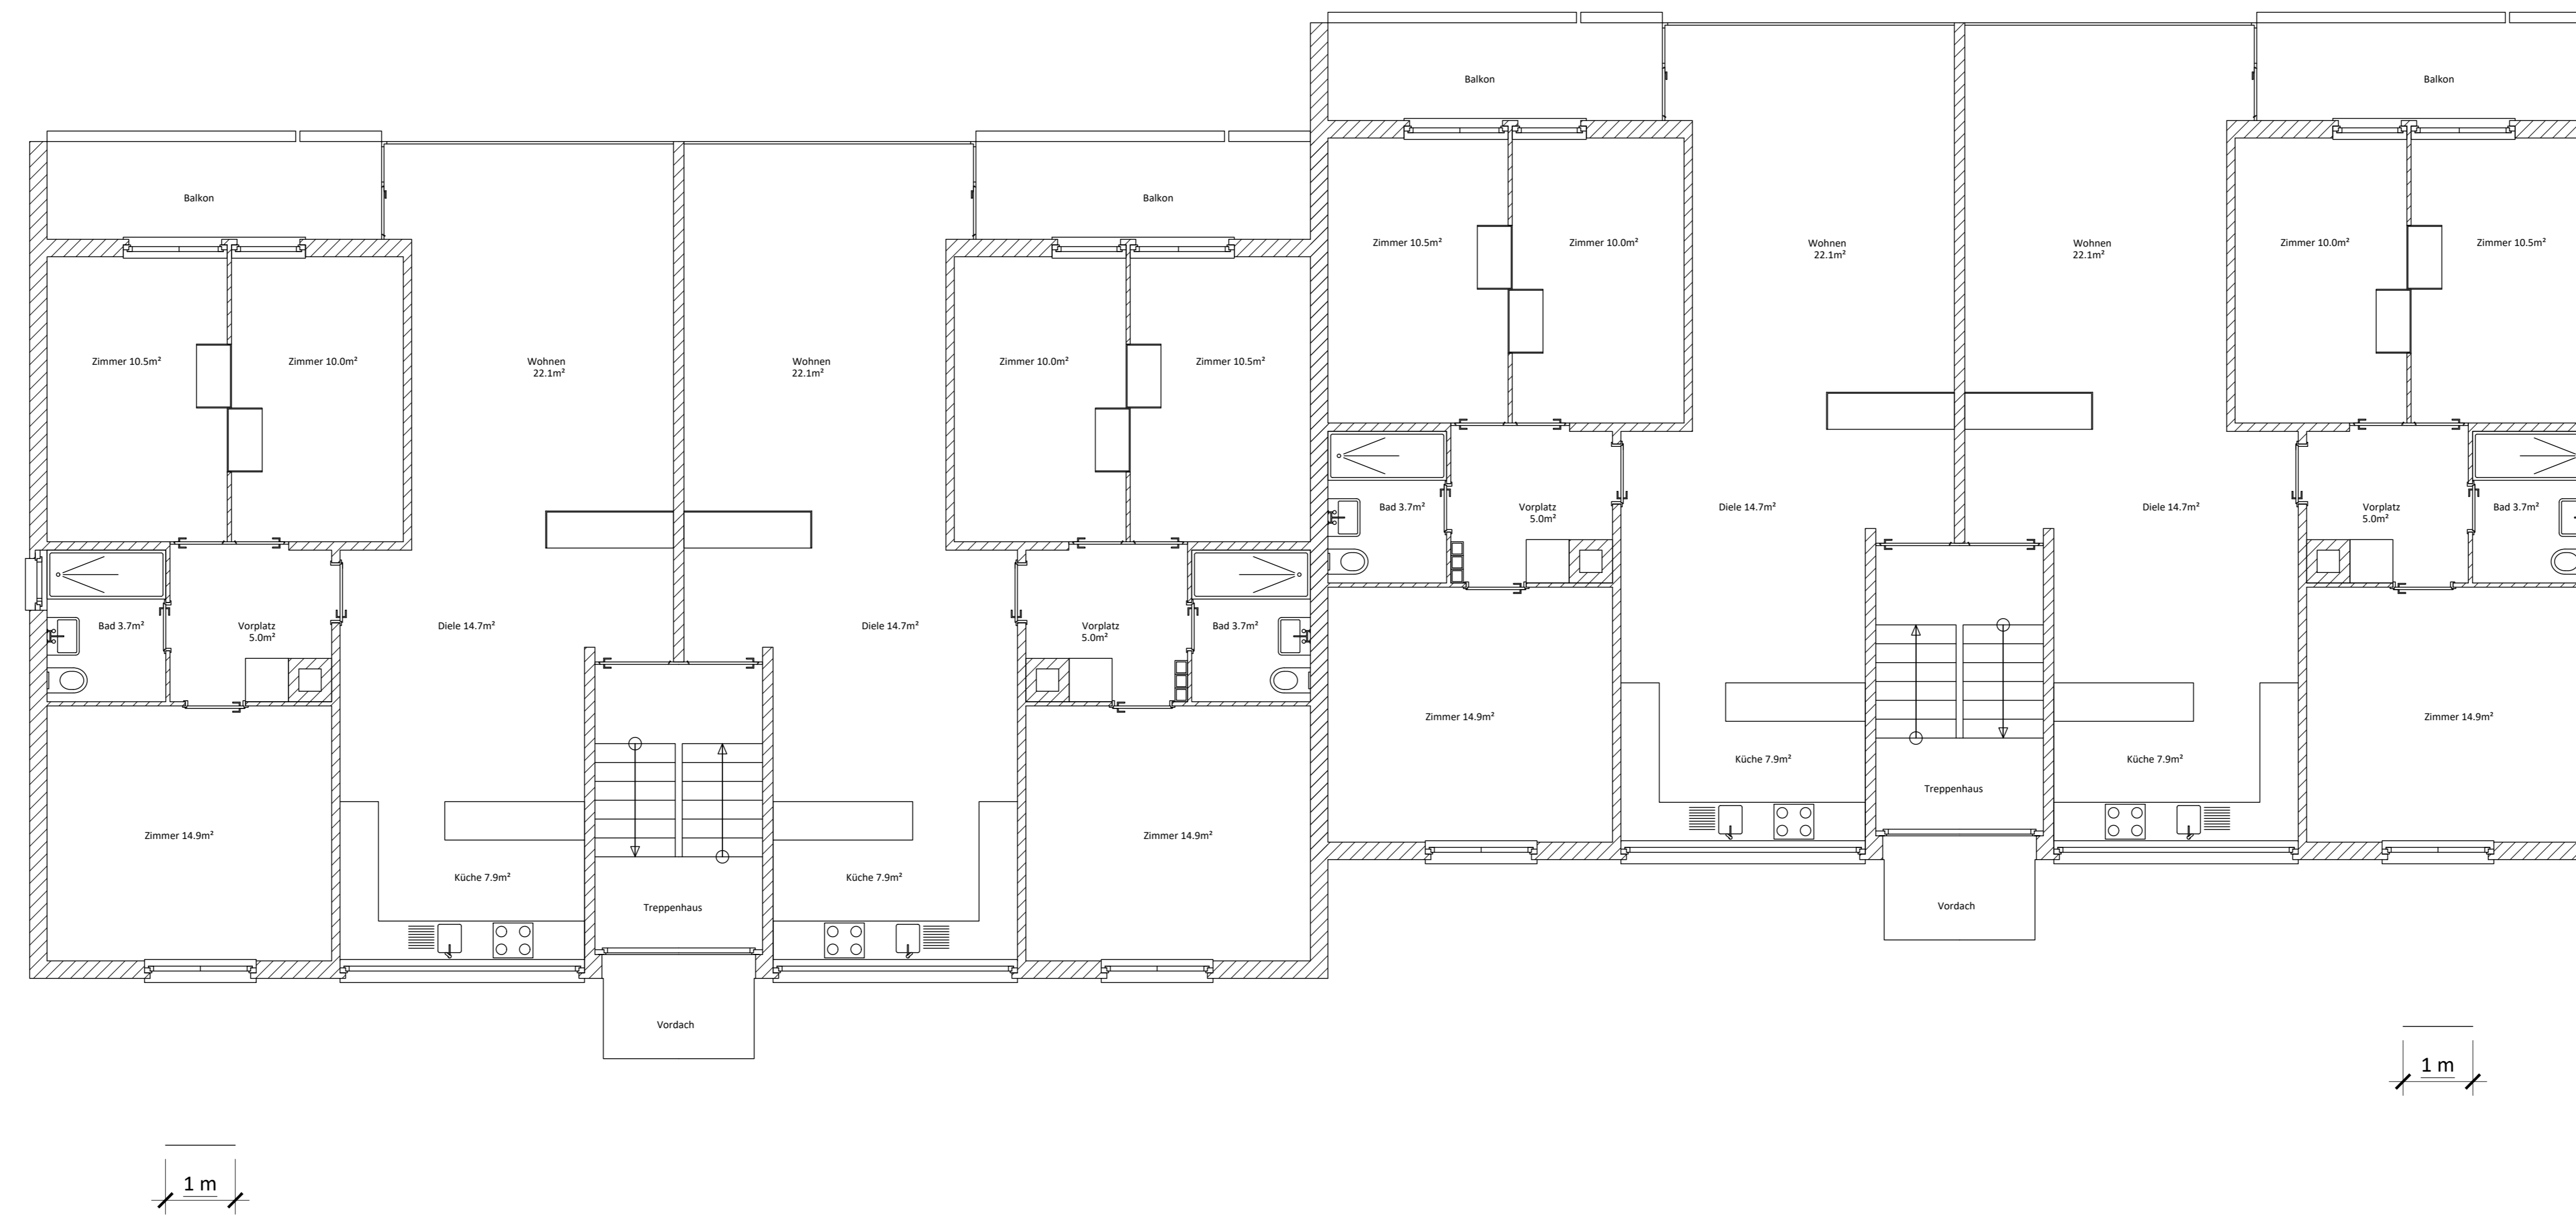 Balkon
Balkon
Balkon
Balkon
Zimmer 10.5m²
Zimmer 10.0m²
Wohnen
22.1m²
Wohnen
22.1m²
Zimmer 10.0m²
Zimmer 10.5m²
Zimmer 10.5m²
Zimmer 10.0m²
Wohnen
22.1m²
Wohnen
22.1m²
Zimmer 10.0m²
Zimmer 10.5m²
Bad 3.7m²
Vorplatz
5.0m²
Diele 14.7m²
Diele 14.7m²
Vorplatz
5.0m²
Bad 3.7m²
Bad 3.7m²
Vorplatz
5.0m²
Diele 14.7m²
Diele 14.7m²
Vorplatz
5.0m²
Bad 3.7m²
Zimmer 14.9m²
Küche 7.9m²
Treppenhaus
Küche 7.9m²
Zimmer 14.9m²
Zimmer 14.9m²
Küche 7.9m²
Treppenhaus
Küche 7.9m²
Zimmer 14.9m²
Vordach
Vordach
1 m
1 m